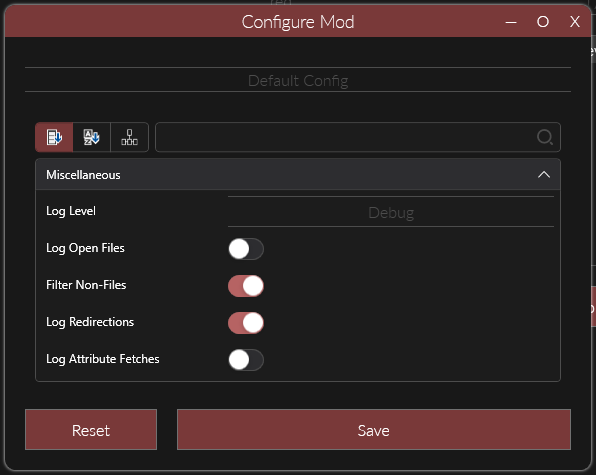 Configure Mod
Default Config
Miscellaneous
Log Level
Debug
Log Open Files
Filter Non-Files
Log Redirections
Log Attribute Fetches
Reset
Save